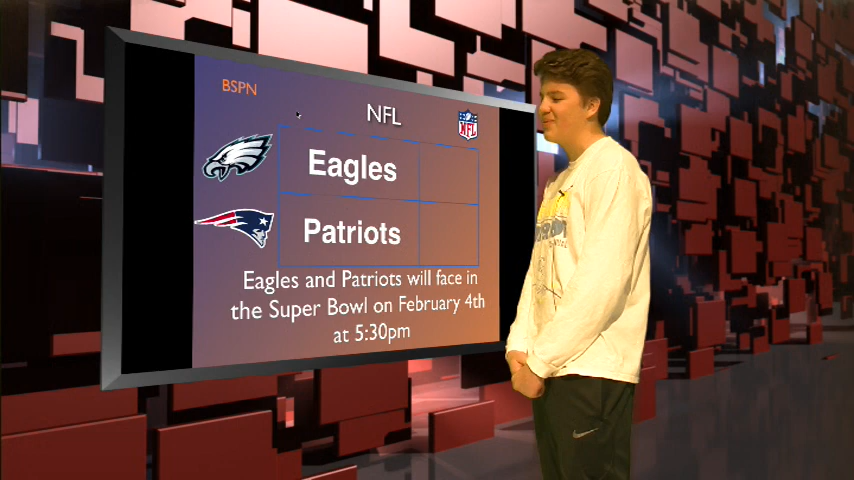 BSPN
NFL
NFL
Eagles
Patriots
Eagles and Patriots will face in
the Super Bowl on February 4th
at 5:30pm